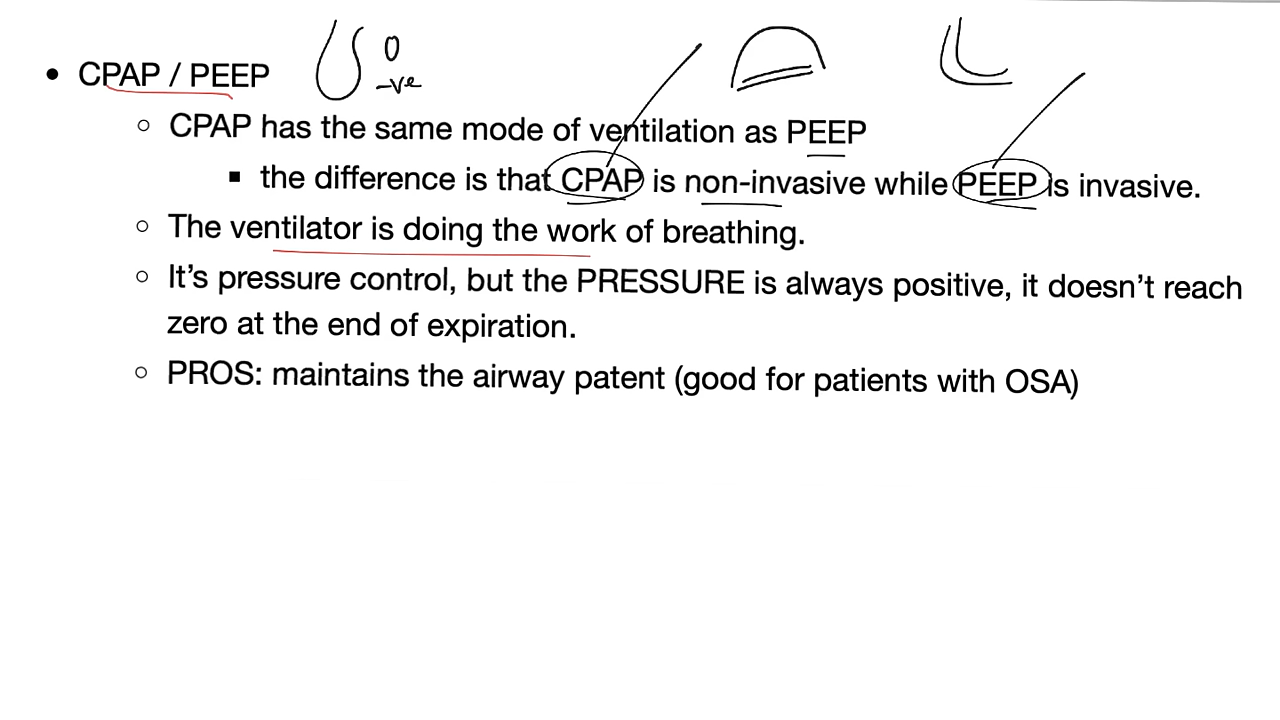 0
-ve
• CPAP / PEEP
○ CPAP has the same mode of ventilation as PEEP
▪ the difference is that CPAP is non-invasive while PEEP is invasive.
○ The ventilator is doing the work of breathing.
○ It’s pressure control, but the PRESSURE is always positive, it doesn’t reach
zero at the end of expiration.
○ PROS: maintains the airway patent (good for patients with OSA)